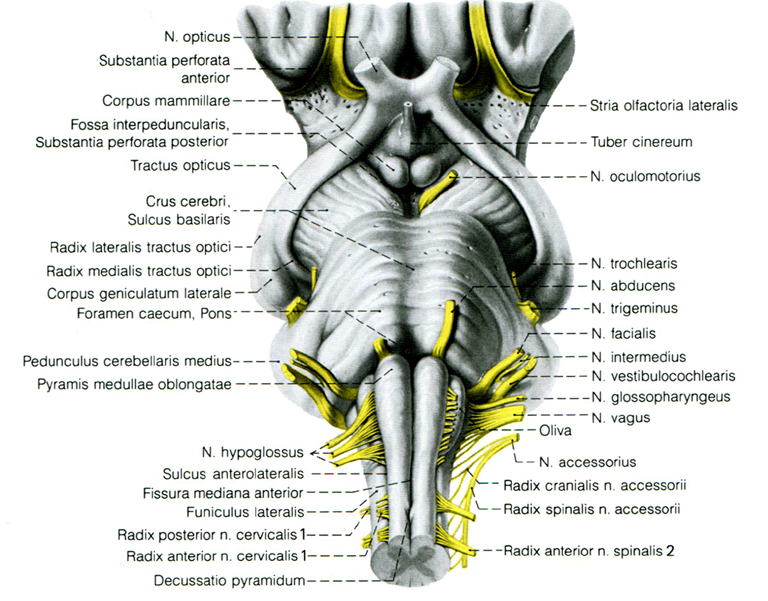 N. opticus
Substantia perforata
anterior
Corpus mammillare
Fossa interpeduncularis,
Substantia perforata posterior
Tractus opticus
Crus cerebri,
Sulcus basilaris
Radix lateralis tractus optici
Radix medialis tractus optici
Corpus geniculatum laterale
Foramen caecum, Pons
Pedunculus cerebellaris medius
Pyramis medullae oblongatae
N. hypoglossus
Sulcus anterolateralis
Fissura mediana anterior
Funiculus lateralis
Radix posterior n. cervicalis 1
Radix anterior n. cervicalis 1
Decussatio pyramidum
Stria olfactoria lateralis
Tuber cinereum
N. oculomotorius
N. trochlearis
N. abducens
N. trigeminus
N. facialis
N. intermedius
N. vestibulocochlearis
N. glossopharyngeus
N. vagus
Oliva
N. accessorius
Radix cranialis n. accessorii
Radix spinalis n. accessorii
Radix anterior n. spinalis 2